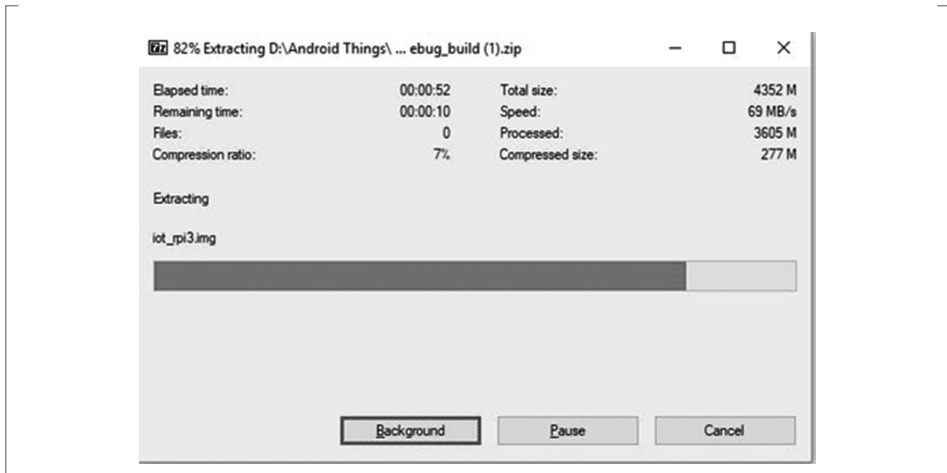 7z 82% Extracting D:\Android Things\ ... ebug_build (1).zip
Elapsed time: 00:00:52 Total size: 4352 M
Remaining time: 00:00:10 Speed: 69 MB/s
Files: 0 Processed: 3605 M
Compression ratio: 7% Compressed size: 277 M
Extracting
iot_rpi3.img
Background Pause Cancel